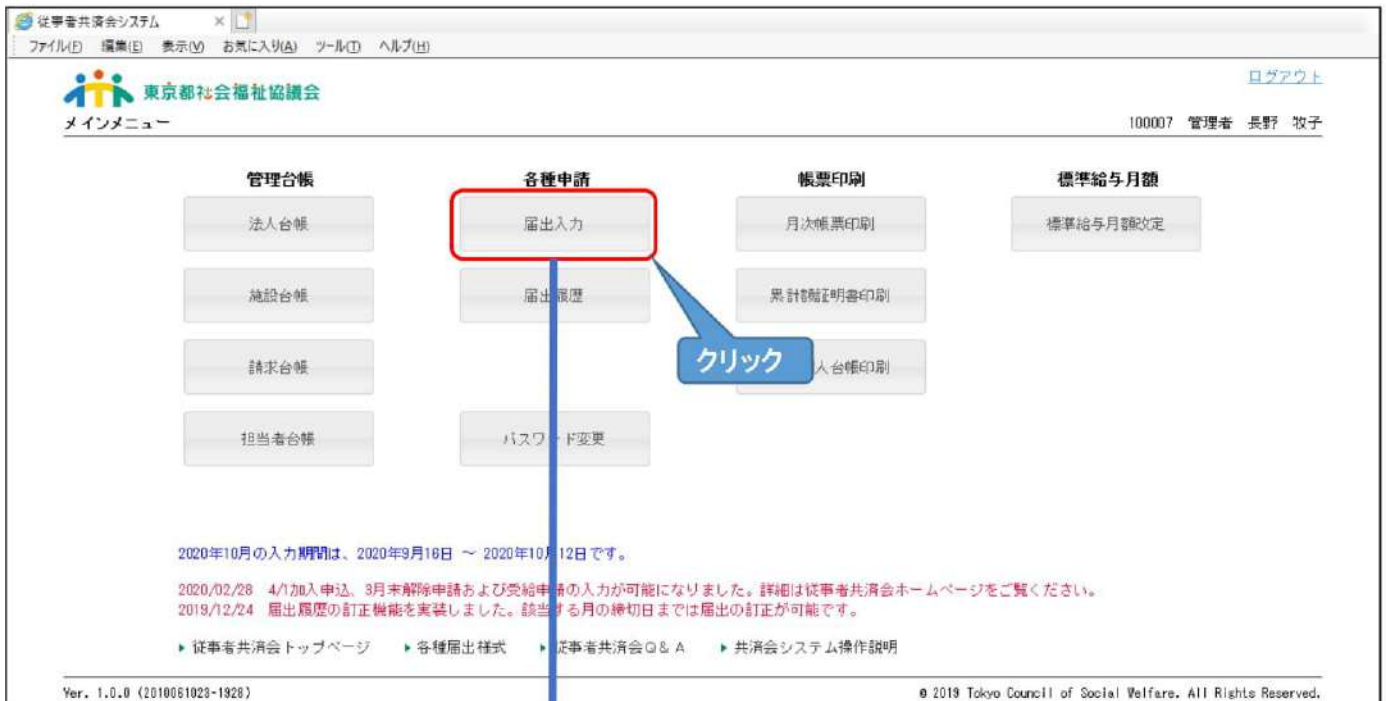 従事者共済会システム
ファイル(F) 編集(E) 表示(V) お気に入り(A) ツール(T) ヘルプ(H)
東京都社会福祉協議会
ログアウト
メインメニュー
100007 管理者 長野 牧子
管理台帳 各種申請 帳票印刷 標準給与月額
法人台帳 届出入力 月次帳票印刷 標準給与月額改定
施設台帳 届出履歴 累計額証明書印刷
請求台帳 クリック 人台帳印刷
担当者台帳 パスワード変更
2020年10月の入力期間は、2020年9月16日 ～ 2020年10月12日です。
2020/02/28 4/1加入申込、3月末解除申請および受給申請の入力が可能になりました。詳細は従事者共済会ホームページをご覧ください。
2019/12/24 届出履歴の訂正機能を実装しました。該当する月の締切日までは届出の訂正が可能です。
従事者共済会トップページ 各種届出様式 従事者共済会Q&A 共済会システム操作説明
Ver. 1.0.0 (2010061023-1928)
© 2019 Tokyo Council of Social Welfare. All Rights Reserved.